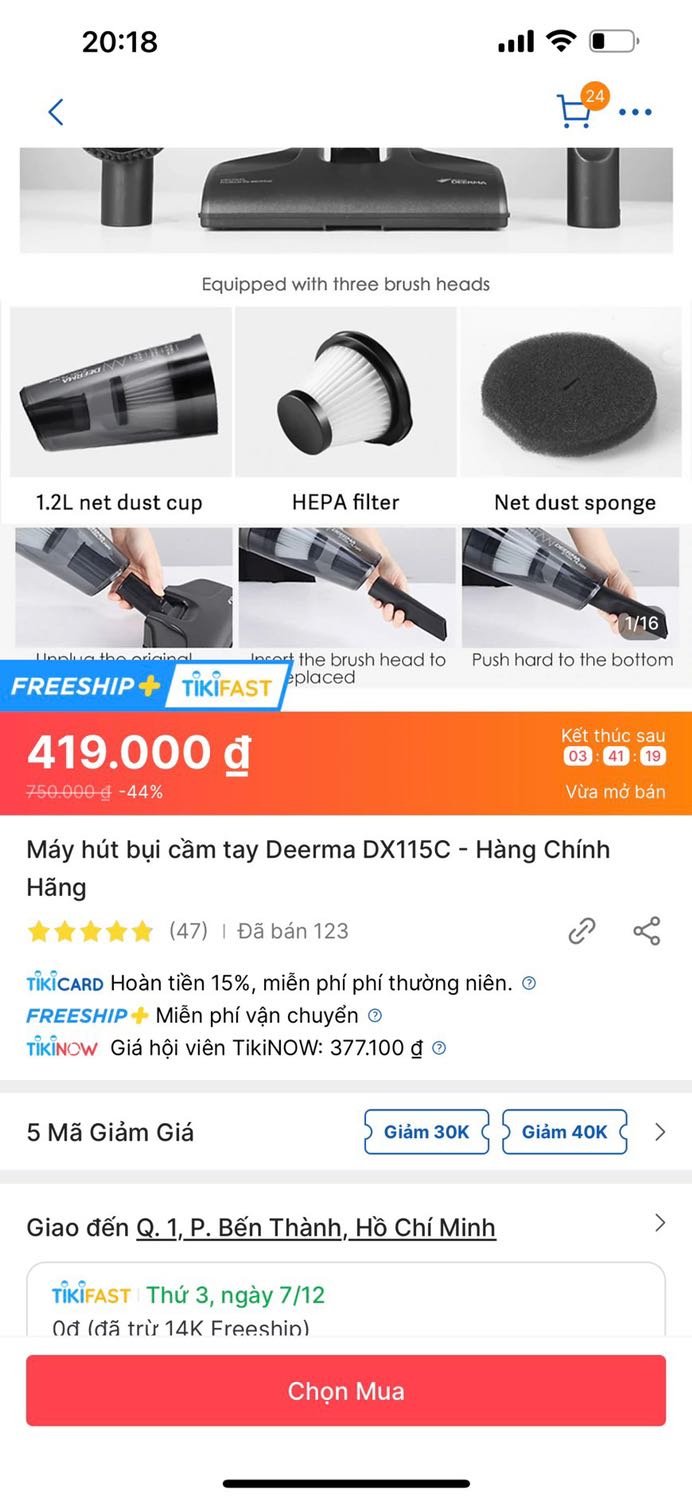 20:18
24
DEERMA
Equipped with three brush heads
DEERMA
1.2L net dust cup
HEPA filter
Net dust sponge
1/16
Unplug the original
Insert the brush head to
eplaced
Push hard to the bottom
FREESHIP+
TIKIFAST
419.000 ₫
750.000 ₫ -44%
Kết thúc sau
03 : 41 : 19
Vừa mở bán
Máy hút bụi cầm tay Deerma DX115C - Hàng Chính
Hãng
(47)
Đã bán 123
TIKICARD Hoàn tiền 15%, miễn phí phí thường niên. ?
FREESHIP+ Miễn phí vận chuyển ?
TIKINOW Giá hội viên TikiNOW: 377.100 ₫ ?
5 Mã Giảm Giá
Giảm 30K
Giảm 40K
Giao đến Q. 1, P. Bến Thành, Hồ Chí Minh
TIKIFAST Thứ 3, ngày 7/12
0đ (đã trừ 14K Freeship)
Chọn Mua